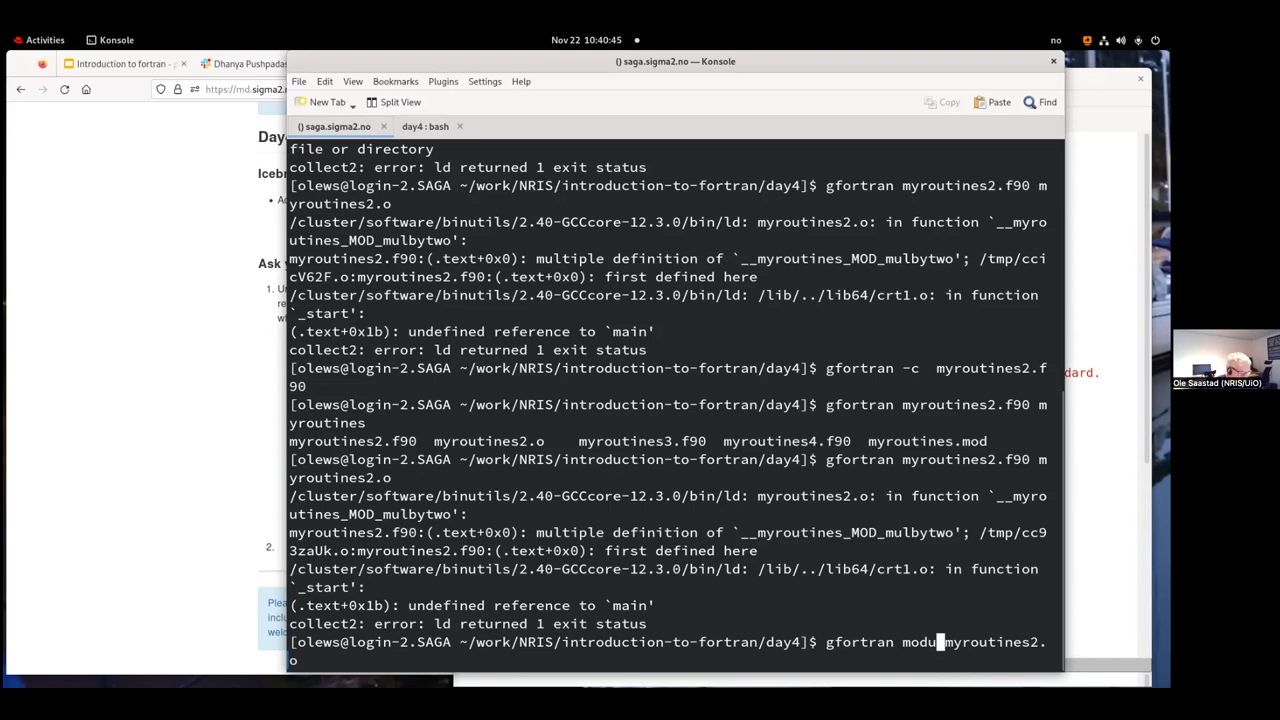 Activities
Konsole
Nov 22 10:40:45
no
Introduction to fortran - 
Dhanya Pushpadas
() saga.sigma2.no — Konsole
File Edit View Bookmarks Plugins Settings Help
https://md.sigma2.
New Tab
Split View
Copy
Paste
Find
() saga.sigma2.no
day4 : bash
Day
Iceb
Ask y
1.
2.
Plea
inclu
welc
dard.
file or directory
collect2: error: ld returned 1 exit status
[olews@login-2.SAGA ~/work/NRIS/introduction-to-fortran/day4]$ gfortran myroutines2.f90 m
yroutines2.o
/cluster/software/binutils/2.40-GCCcore-12.3.0/bin/ld: myroutines2.o: in function `__myro
utines_MOD_mulbytwo':
myroutines2.f90:(.text+0x0): multiple definition of `__myroutines_MOD_mulbytwo'; /tmp/cci
cV62F.o:myroutines2.f90:(.text+0x0): first defined here
/cluster/software/binutils/2.40-GCCcore-12.3.0/bin/ld: /lib/../lib64/crt1.o: in function
`_start':
(.text+0x1b): undefined reference to `main'
collect2: error: ld returned 1 exit status
[olews@login-2.SAGA ~/work/NRIS/introduction-to-fortran/day4]$ gfortran -c  myroutines2.f
90
[olews@login-2.SAGA ~/work/NRIS/introduction-to-fortran/day4]$ gfortran myroutines2.f90 m
yroutines
myroutines2.f90  myroutines2.o    myroutines3.f90  myroutines4.f90  myroutines.mod
[olews@login-2.SAGA ~/work/NRIS/introduction-to-fortran/day4]$ gfortran myroutines2.f90 m
yroutines2.o
/cluster/software/binutils/2.40-GCCcore-12.3.0/bin/ld: myroutines2.o: in function `__myro
utines_MOD_mulbytwo':
myroutines2.f90:(.text+0x0): multiple definition of `__myroutines_MOD_mulbytwo'; /tmp/cc9
3zaUk.o:myroutines2.f90:(.text+0x0): first defined here
/cluster/software/binutils/2.40-GCCcore-12.3.0/bin/ld: /lib/../lib64/crt1.o: in function
`_start':
(.text+0x1b): undefined reference to `main'
collect2: error: ld returned 1 exit status
[olews@login-2.SAGA ~/work/NRIS/introduction-to-fortran/day4]$ gfortran modu myroutines2.
o
Ole Saastad (NRIS/UiO)